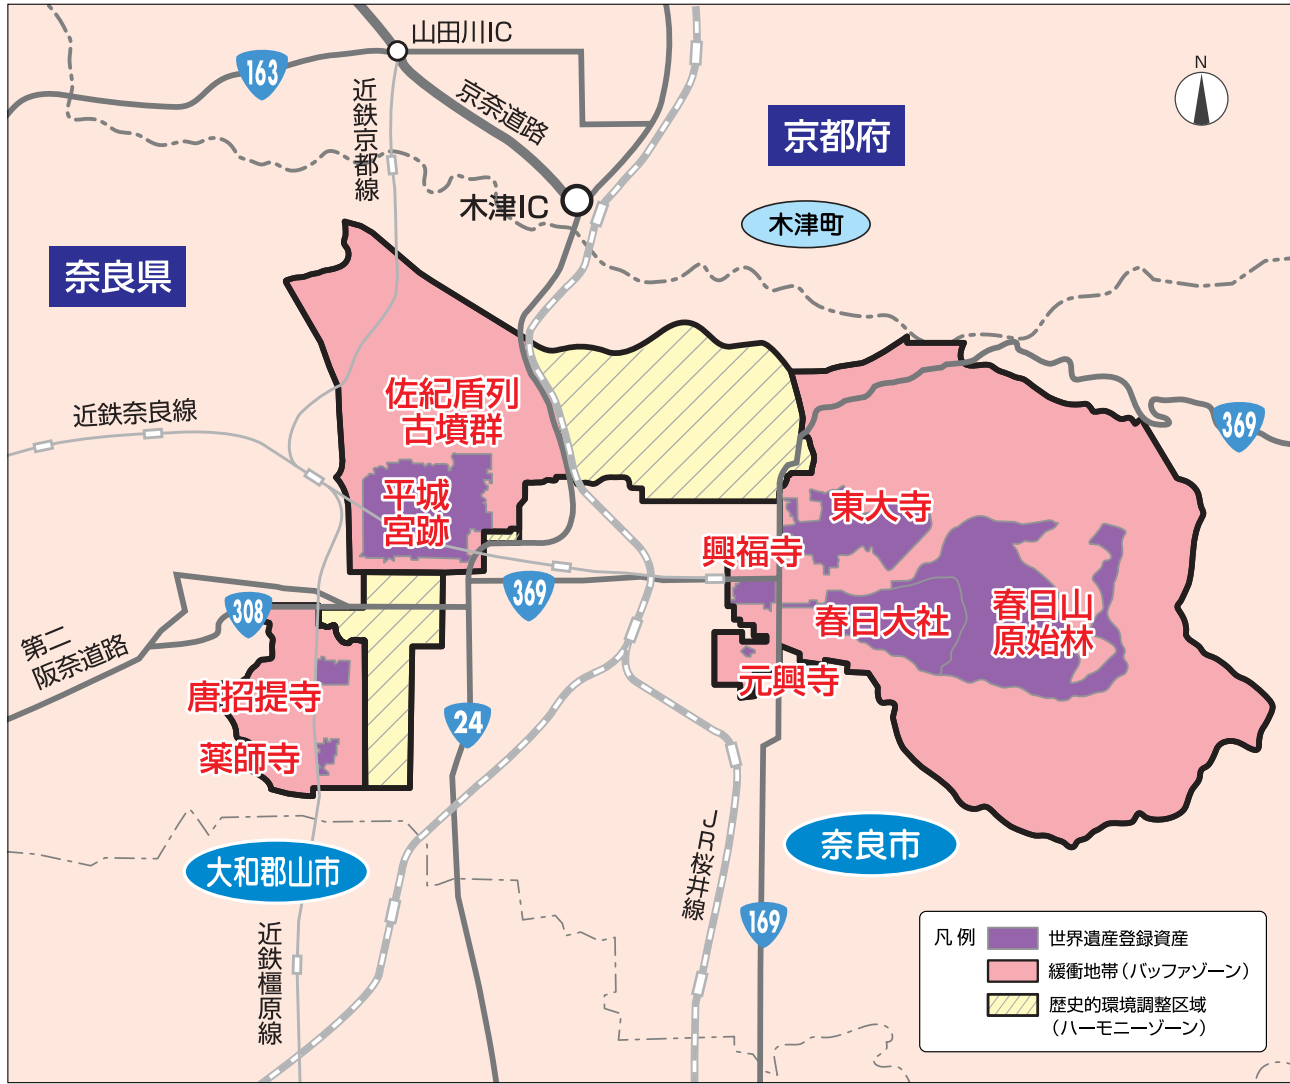 山田川IC
163
近鉄京都線
京奈道路
N
京都府
木津IC
木津町
奈良県
佐紀盾列
古墳群
近鉄奈良線
369
平城
宮跡
東大寺
興福寺
369
308
春日大社
春日山
原始林
第二
阪奈道路
唐招提寺
元興寺
24
薬師寺
JR桜井線
奈良市
大和郡山市
169
近鉄橿原線
凡例
世界遺産登録資産
緩衝地帯(バッファゾーン)
歴史的環境調整区域
(ハーモニーゾーン)